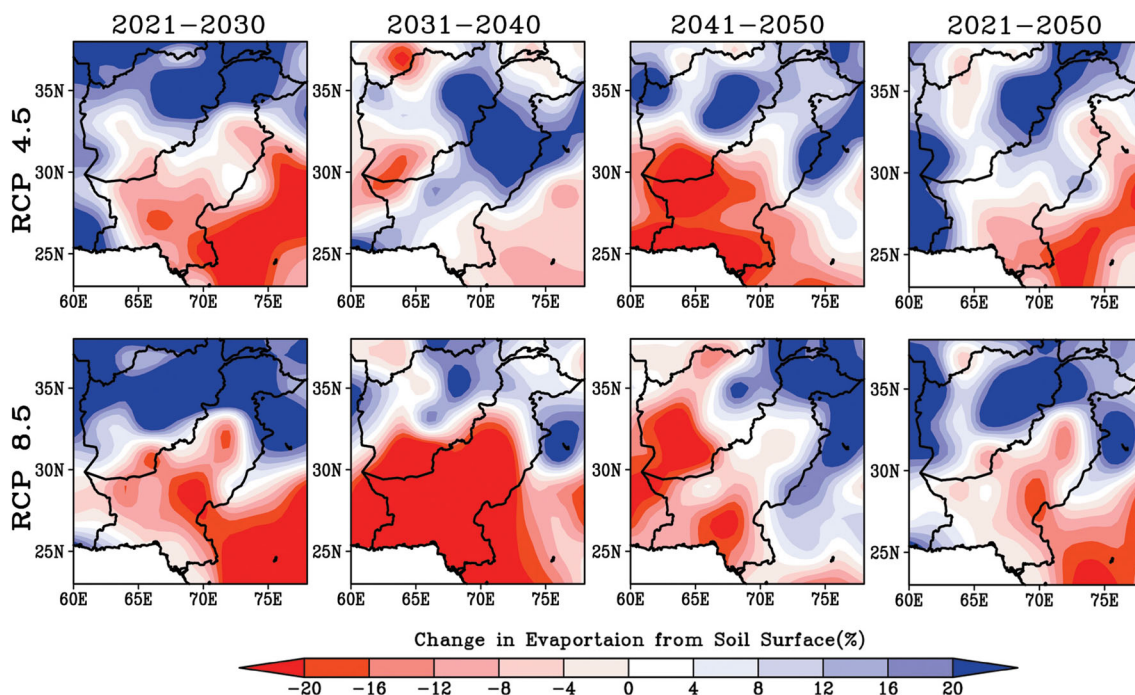 2021-2030 2031-2040 2041-2050 2021-2050
RCP 4.5
35N 35N 35N 35N
30N 30N 30N 30N
25N 25N 25N 25N
60E 65E 70E 75E 60E 65E 70E 75E 60E 65E 70E 75E 60E 65E 70E 75E
RCP 8.5
35N 35N 35N 35N
30N 30N 30N 30N
25N 25N 25N 25N
60E 65E 70E 75E 60E 65E 70E 75E 60E 65E 70E 75E 60E 65E 70E 75E
Change in Evaportaion from Soil Surface(%)
-20 -16 -12 -8 -4 0 4 8 12 16 20